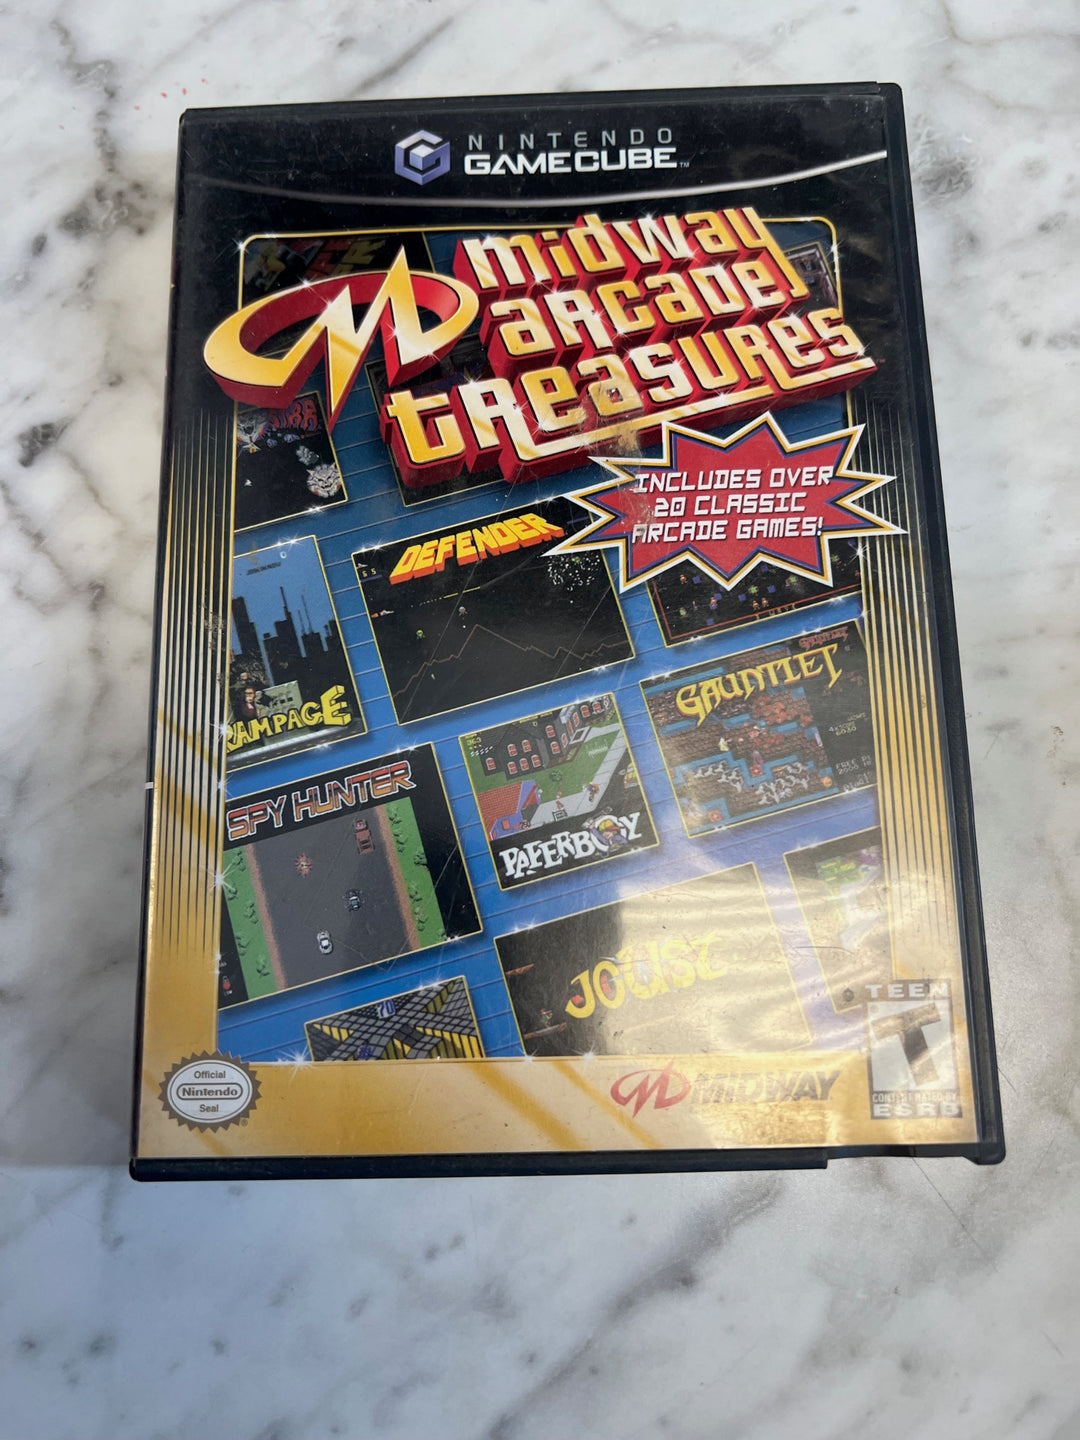 NINTENDO
GAMECUBE™
midway
arcade
treasures
INCLUDES OVER
20 CLASSIC
ARCADE GAMES!
DEFENDER
GAUNTLET
RAMPAGE
SPY HUNTER
PAPERBOY
JOUST
TEEN
T
CONTENT RATED BY
ESRB
MIDWAY
Official
Nintendo
Seal